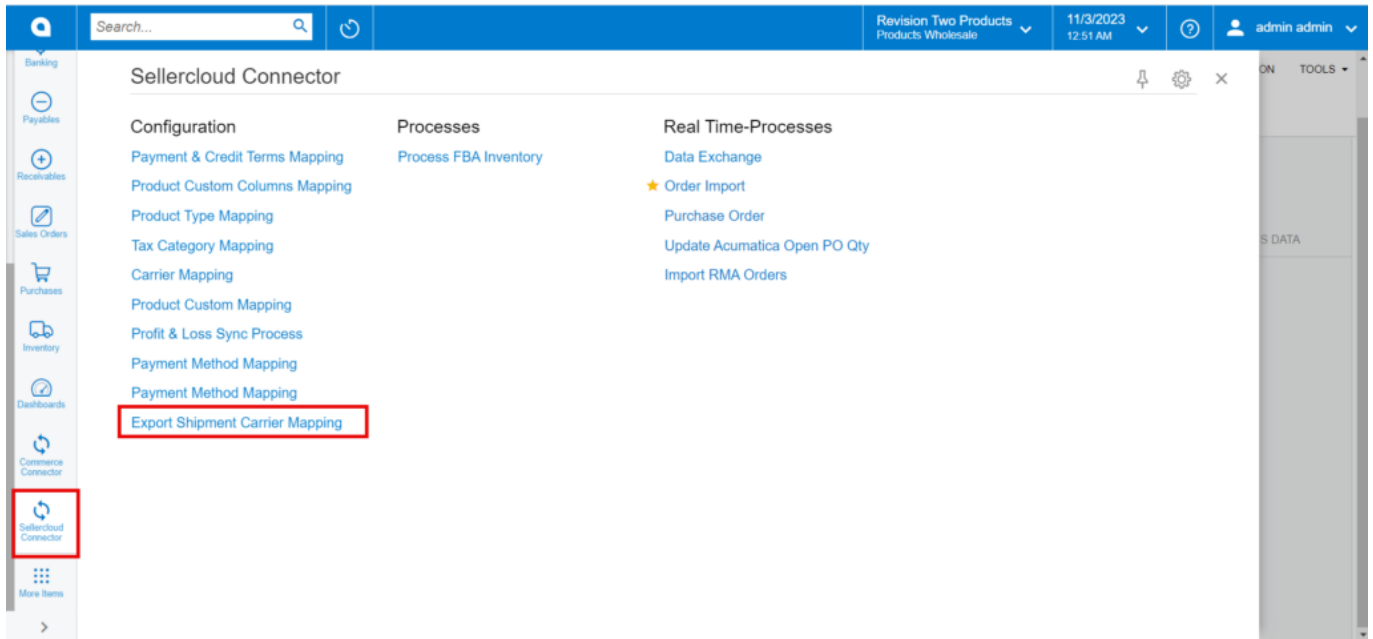 Search...
Revision Two Products
Products Wholesale
11/3/2023
12:51 AM
admin admin
Banking
Payables
Receivables
Sales Orders
Purchases
Inventory
Dashboards
Commerce
Connector
Sellercloud
Connector
More Items
Sellercloud Connector
Configuration
Payment & Credit Terms Mapping
Product Custom Columns Mapping
Product Type Mapping
Tax Category Mapping
Carrier Mapping
Product Custom Mapping
Profit & Loss Sync Process
Payment Method Mapping
Payment Method Mapping
Export Shipment Carrier Mapping
Processes
Process FBA Inventory
Real Time-Processes
Data Exchange
Order Import
Purchase Order
Update Acumatica Open PO Qty
Import RMA Orders
ON TOOLS
S DATA